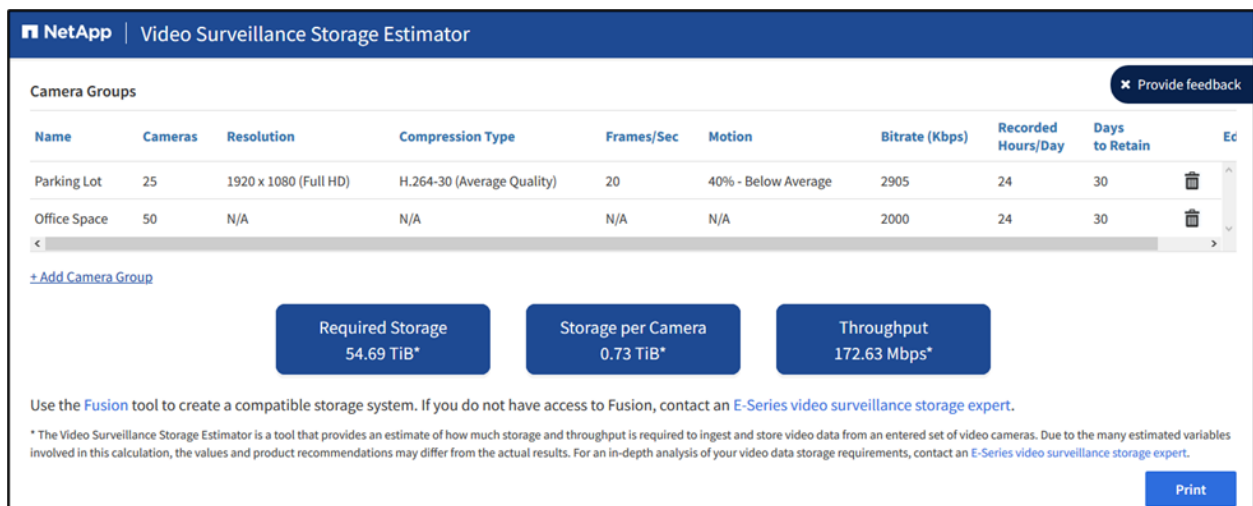 NetApp | Video Surveillance Storage Estimator
× Provide feedback
Camera Groups
Name Cameras Resolution Compression Type Frames/Sec Motion Bitrate (Kbps) Recorded Hours/Day Days to Retain Ed
Parking Lot 25 1920 x 1080 (Full HD) H.264-30 (Average Quality) 20 40% - Below Average 2905 24 30
Office Space 50 N/A N/A N/A N/A 2000 24 30
+ Add Camera Group
Required Storage Storage per Camera Throughput
54.69 TiB* 0.73 TiB* 172.63 Mbps*
Use the Fusion tool to create a compatible storage system. If you do not have access to Fusion, contact an E-Series video surveillance storage expert.
* The Video Surveillance Storage Estimator is a tool that provides an estimate of how much storage and throughput is required to ingest and store video data from an entered set of video cameras. Due to the many estimated variables
involved in this calculation, the values and product recommendations may differ from the actual results. For an in-depth analysis of your video data storage requirements, contact an E-Series video surveillance storage expert.
Print